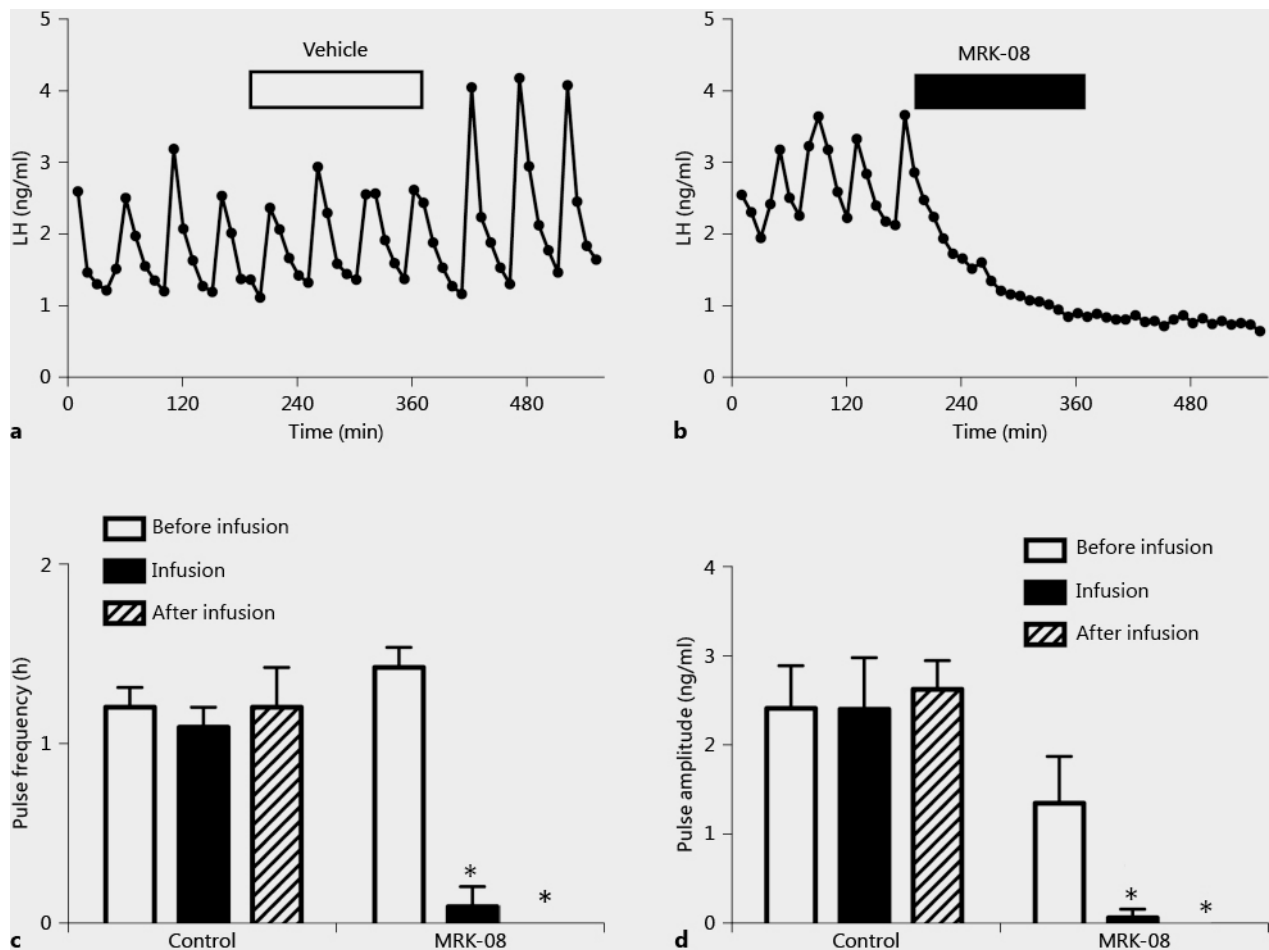 5
4
3
2
1
0
LH (ng/ml)
Vehicle
0 120 240 360 480
Time (min)
a
5
4
3
2
1
0
LH (ng/ml)
MRK-08
0 120 240 360 480
Time (min)
b
Before infusion
Infusion
After infusion
2
1
0
Pulse frequency (h)
* *
Control MRK-08
c
Before infusion
Infusion
After infusion
4
3
2
1
0
Pulse amplitude (ng/ml)
* *
Control MRK-08
d